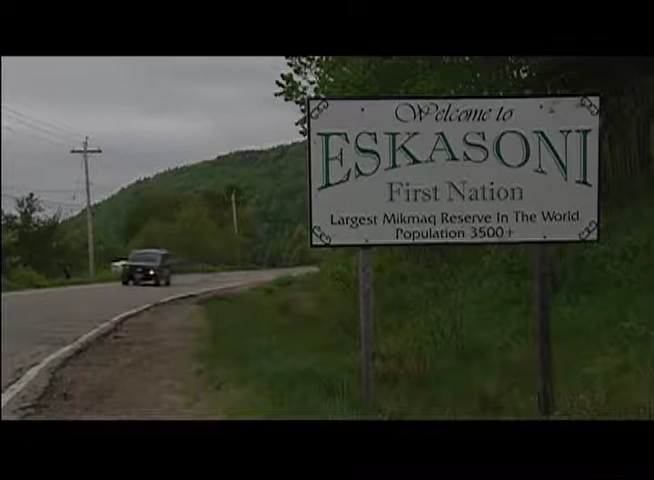 Welcome to
ESKASONI
First Nation
Largest Mikmaq Reserve In The World
Population 3500+